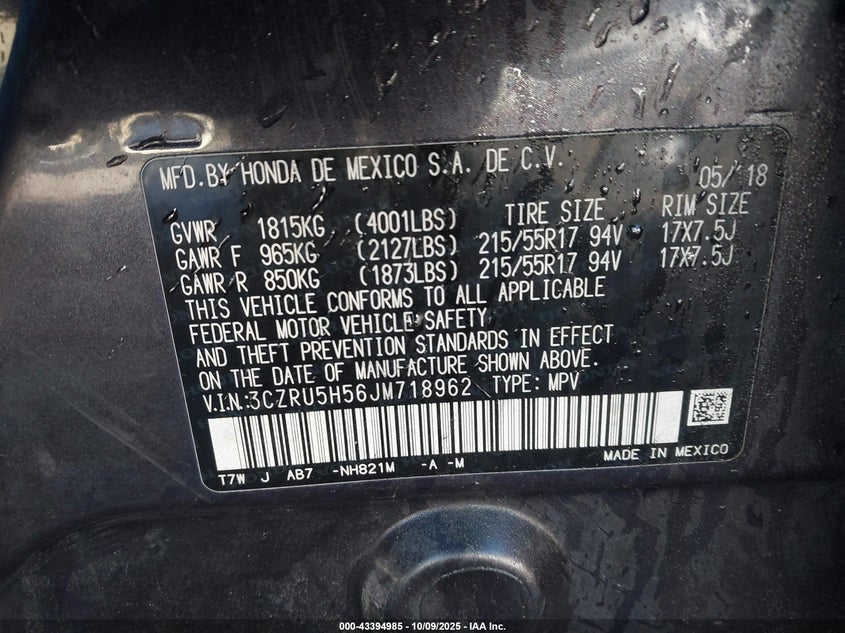 MFD.BY HONDA DE MEXICO S.A. DE C.V. 05/ 18
GVWR 1815KG (4001LBS) TIRE SIZE RIM SIZE
GAWR F 965KG (2127LBS) 215/55R17 94V 17X7.5J
GAWR R 850KG (1873LBS) 215/55R17 94V 17X7.5J
THIS VEHICLE CONFORMS TO ALL APPLICABLE
FEDERAL MOTOR VEHICLE SAFETY
AND THEFT PREVENTION STANDARDS IN EFFECT
ON THE DATE OF MANUFACTURE SHOWN ABOVE.
V.I.N:3CZRU5H56JM718962 TYPE: MPV
T7W J AB7 -NH821M -A -M MADE IN MEXICO
000-43394985 - 10/09/2025 - IAA Inc.